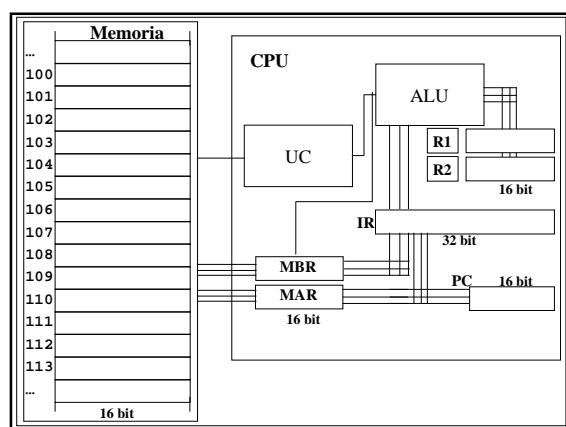 Memoria
...
100
101
102
103
104
105
106
107
108
109
110
111
112
113
...
16 bit
CPU
ALU
UC
R1
R2
16 bit
IR
32 bit
MBR
MAR
16 bit
PC
16 bit